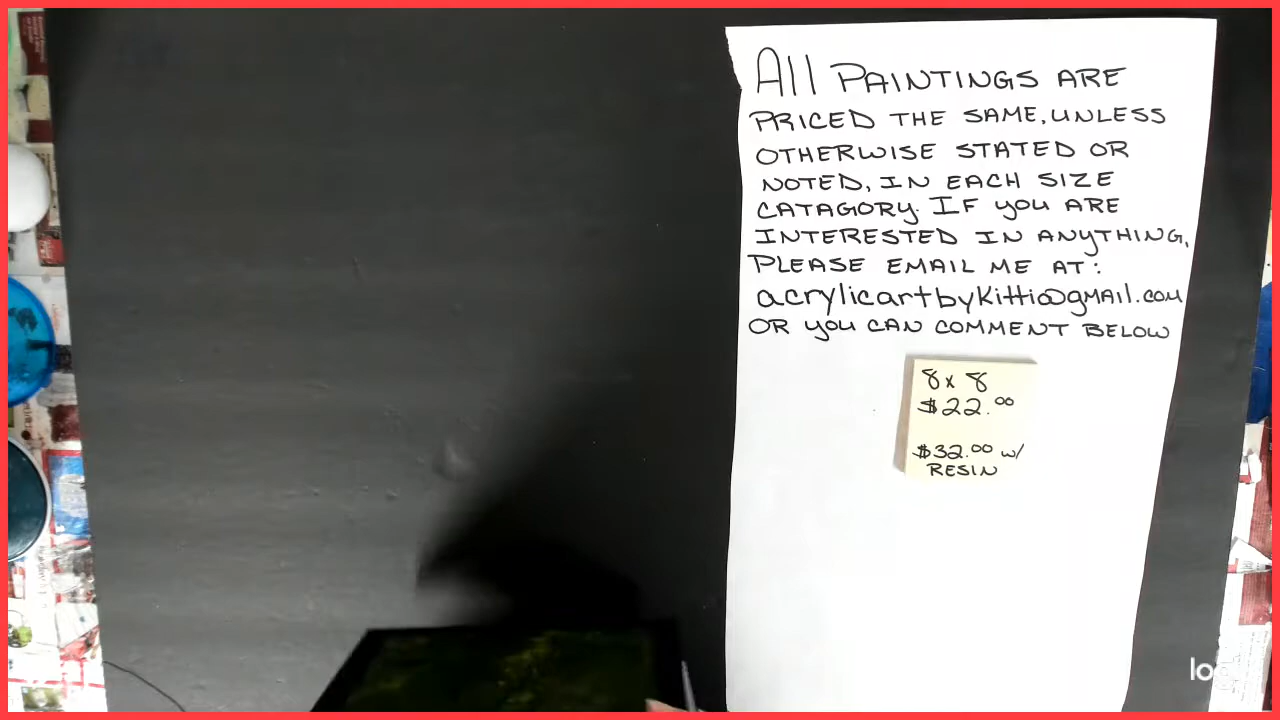 All PAINTINGS ARE
PRICED THE SAME, UNLESS
OTHERWISE STATED OR
NOTED, IN EACH SIZE
CATAGORY. IF YOU ARE
INTERESTED IN ANYTHING,
PLEASE EMAIL ME AT:
acrylicartbyKitti@gMAil.com
OR YOU CAN COMMENT BELOW
8 x 8
$22.00
$32.00 w/
RESIN